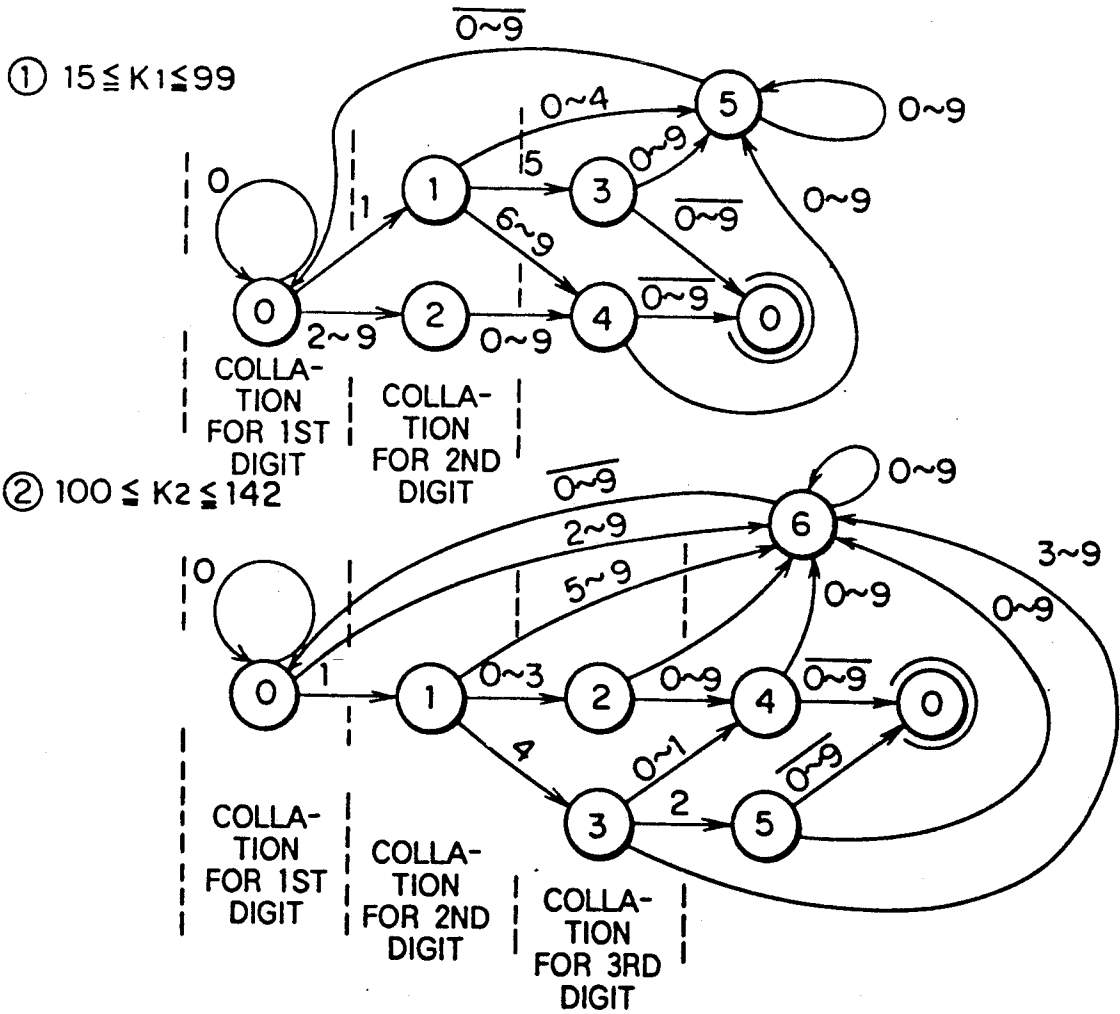 ① 15 ≦ K1 ≦ 99
0~9
0~4
5
0~9
0
1
1
5
3
0~9
0~9
6~9
0~9
0~9
0
2~9
2
0~9
4
0
COLLA-
TION
FOR 1ST
DIGIT
COLLA-
TION
FOR 2ND
DIGIT
② 100 ≦ K2 ≦ 142
0~9
6
0~9
2~9
3~9
0
5~9
0~9
0~9
0
1
1
0~3
2
0~9
4
0~9
0
4
0~1
0~9
3
2
5
COLLA-
TION
FOR 1ST
DIGIT
COLLA-
TION
FOR 2ND
DIGIT
COLLA-
TION
FOR 3RD
DIGIT